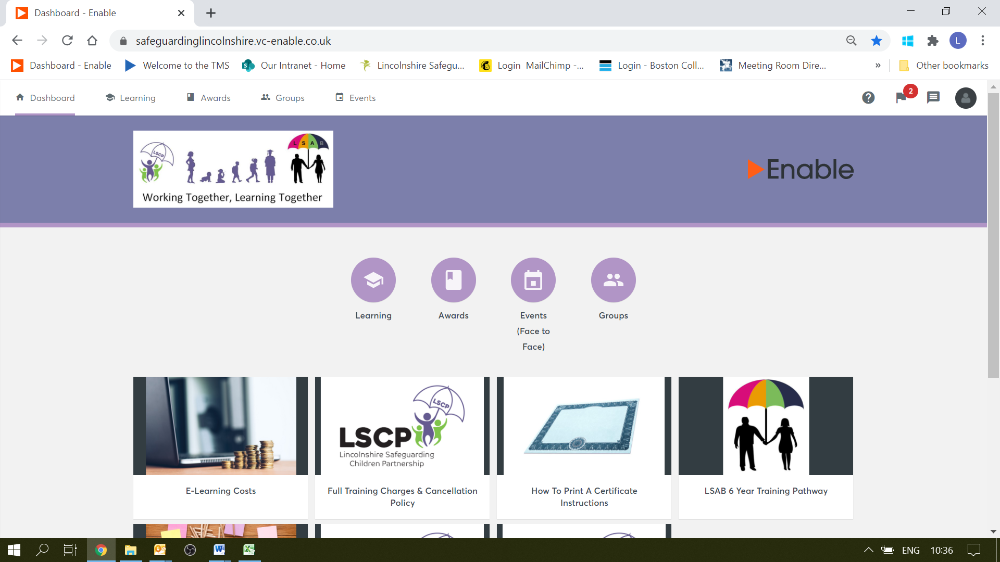 Dashboard - Enable
safeguardinglincolnshire.vc-enable.co.uk
L
Dashboard - Enable
Welcome to the TMS
Our Intranet - Home
Lincolnshire Safegu...
Login MailChimp -...
Login - Boston Coll...
Meeting Room Dire...
»
Other bookmarks
Dashboard
Learning
Awards
Groups
Events
2
LSCP
L S A B
Working Together, Learning Together
Enable
Learning
Awards
Events
(Face to
Face)
Groups
LSCP
LSCP
Lincolnshire Safeguarding
Children Partnership
E-Learning Costs
Full Training Charges & Cancellation
Policy
How To Print A Certificate
Instructions
LSAB 6 Year Training Pathway
ENG
10:36